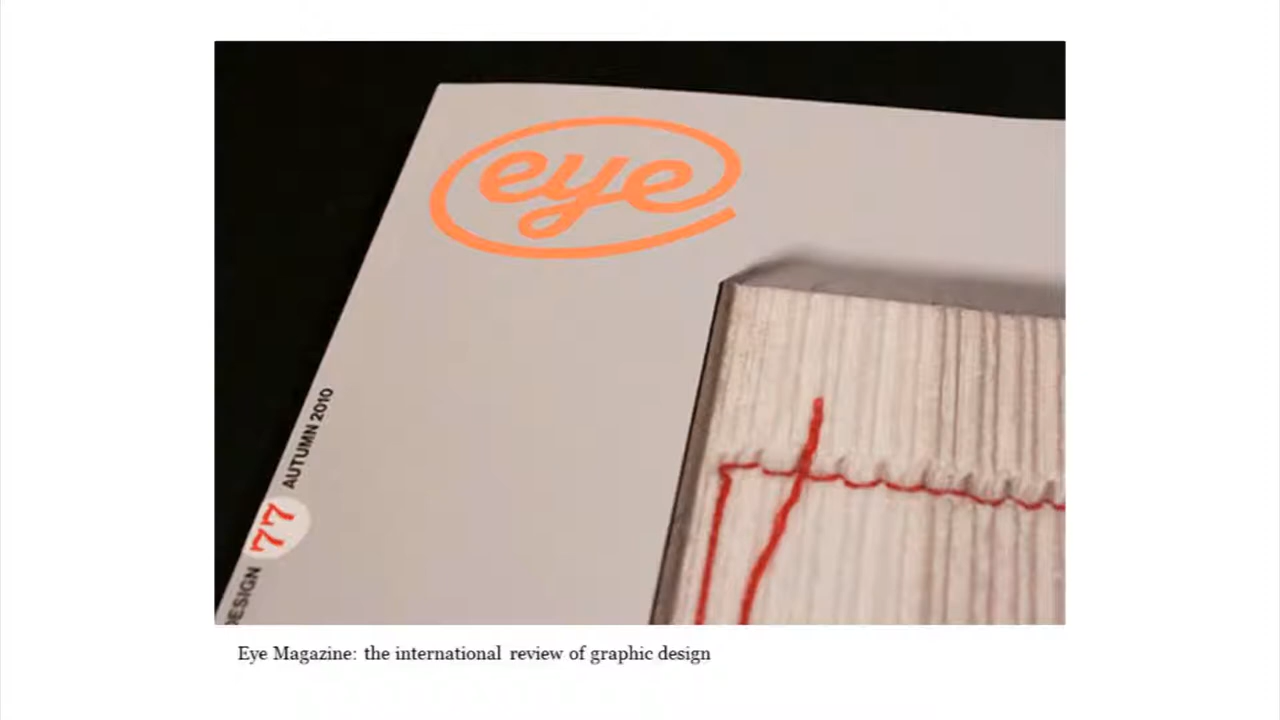 eye
DESIGN 77 AUTUMN 2010
Eye Magazine: the international review of graphic design